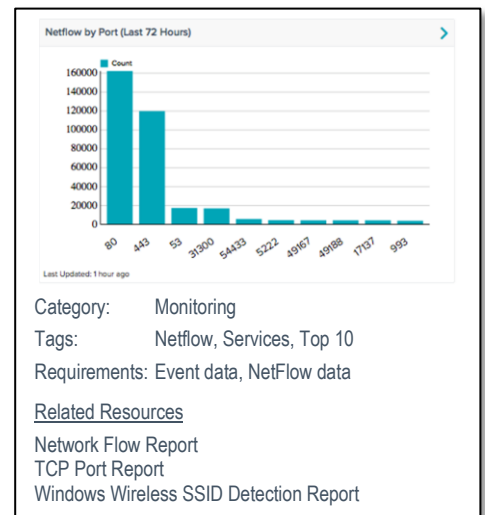 Netflow by Port (Last 72 Hours)
Count
160000
140000
120000
100000
80000
60000
40000
20000
0
80 443 53 31300 54433 5222 49167 49188 17137 993
Last Updated: 1 hour ago
Category: Monitoring
Tags: Netflow, Services, Top 10
Requirements: Event data, NetFlow data
Related Resources
Network Flow Report
TCP Port Report
Windows Wireless SSID Detection Report